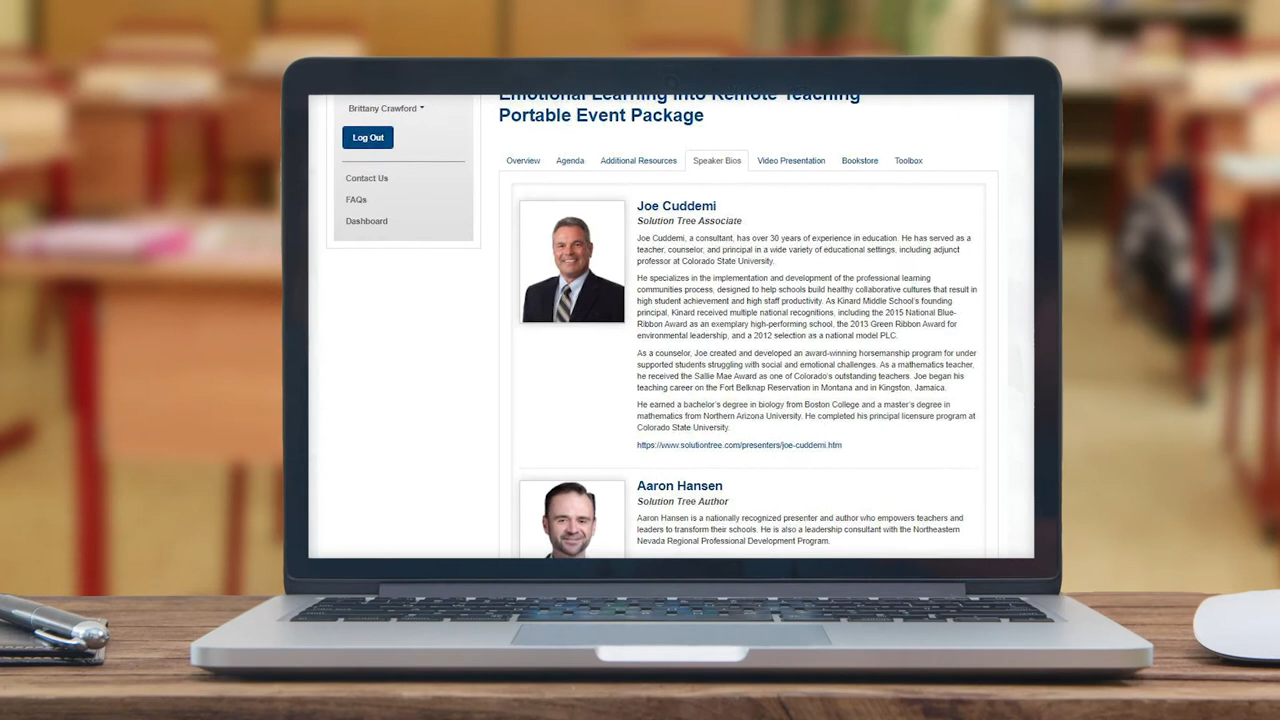 Emotional Learning into Remote Teaching
Portable Event Package
Brittany Crawford
Log Out
Contact Us
FAQs
Dashboard
Overview Agenda Additional Resources Speaker Bios Video Presentation Bookstore Toolbox
Joe Cuddemi
Solution Tree Associate
Joe Cuddemi, a consultant, has over 30 years of experience in education. He has served as a
teacher, counselor, and principal in a wide variety of educational settings, including adjunct
professor at Colorado State University.
He specializes in the implementation and development of the professional learning
communities process, designed to help schools build healthy collaborative cultures that result in
high student achievement and high staff productivity. As Kinard Middle School's founding
principal, Kinard received multiple national recognitions, including the 2015 National Blue-
Ribbon Award as an exemplary high-performing school, the 2013 Green Ribbon Award for
environmental leadership, and a 2012 selection as a national model PLC.
As a counselor, Joe created and developed an award-winning horsemanship program for under
supported students struggling with social and emotional challenges. As a mathematics teacher,
he received the Sallie Mae Award as one of Colorado's outstanding teachers. Joe began his
teaching career on the Fort Belknap Reservation in Montana and in Kingston, Jamaica.
He earned a bachelor's degree in biology from Boston College and a master's degree in
mathematics from Northern Arizona University. He completed his principal licensure program at
Colorado State University.
https://www.solutiontree.com/presenters/joe-cuddemi.htm
Aaron Hansen
Solution Tree Author
Aaron Hansen is a nationally recognized presenter and author who empowers teachers and
leaders to transform their schools. He is also a leadership consultant with the Northeastern
Nevada Regional Professional Development Program.